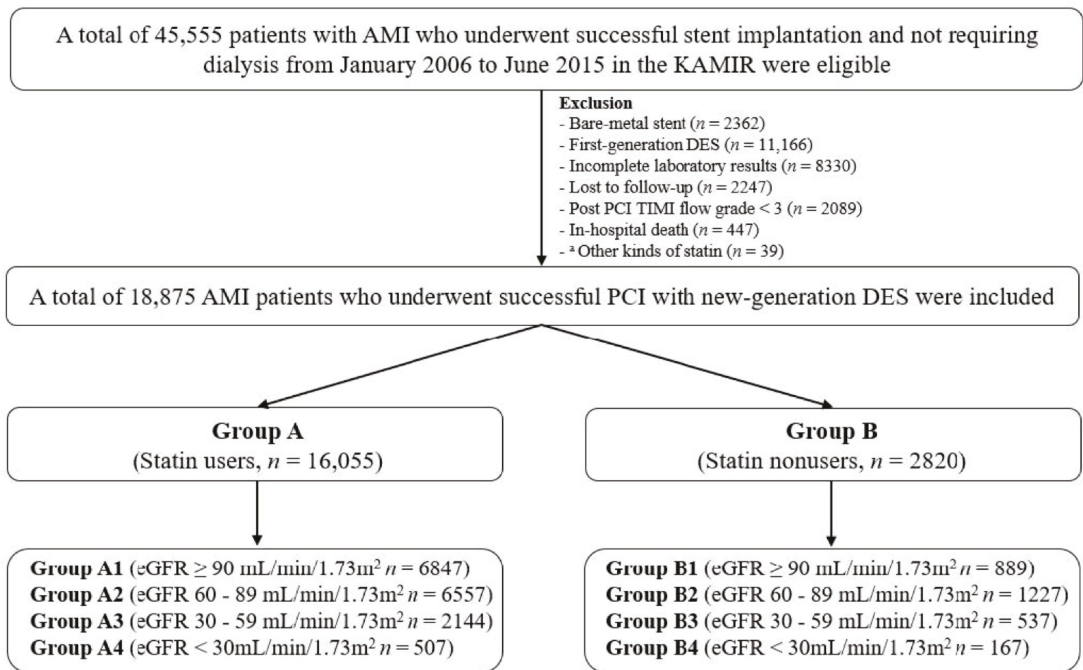 A total of 45,555 patients with AMI who underwent successful stent implantation and not requiring
dialysis from January 2006 to June 2015 in the KAMIR were eligible
Exclusion
- Bare-metal stent (n = 2362)
- First-generation DES (n = 11,166)
- Incomplete laboratory results (n = 8330)
- Lost to follow-up (n = 2247)
- Post PCI TIMI flow grade < 3 (n = 2089)
- In-hospital death (n = 447)
- ᵃ Other kinds of statin (n = 39)
A total of 18,875 AMI patients who underwent successful PCI with new-generation DES were included
Group A
(Statin users, n = 16,055)
Group B
(Statin nonusers, n = 2820)
Group A1 (eGFR ≥ 90 mL/min/1.73m² n = 6847)
Group A2 (eGFR 60 - 89 mL/min/1.73m² n = 6557)
Group A3 (eGFR 30 - 59 mL/min/1.73m² n = 2144)
Group A4 (eGFR < 30mL/min/1.73m² n = 507)
Group B1 (eGFR ≥ 90 mL/min/1.73m² n = 889)
Group B2 (eGFR 60 - 89 mL/min/1.73m² n = 1227)
Group B3 (eGFR 30 - 59 mL/min/1.73m² n = 537)
Group B4 (eGFR < 30mL/min/1.73m² n = 167)